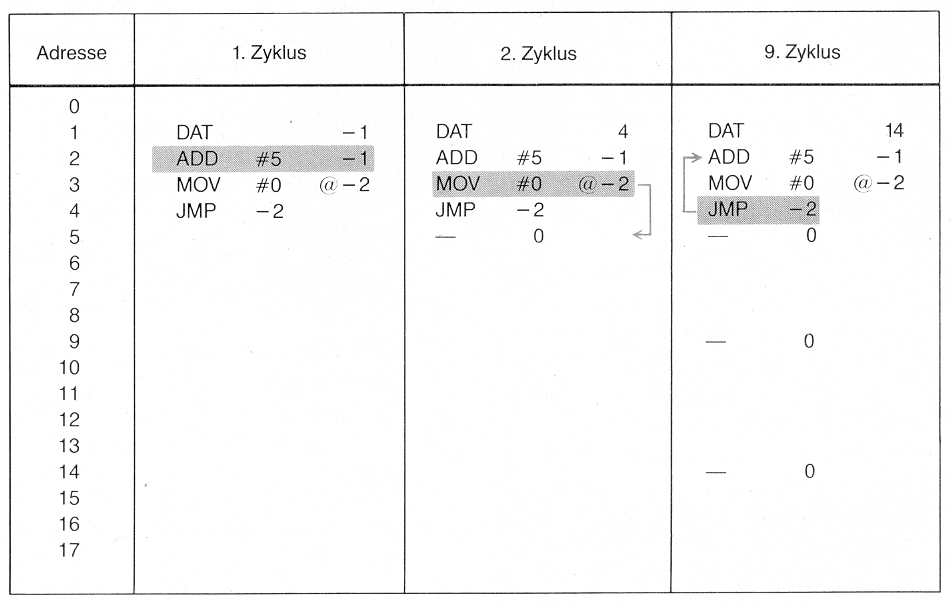 Adresse 1. Zyklus 2. Zyklus 9. Zyklus
0
1 DAT −1 DAT 4 DAT 14
2 ADD #5 −1 ADD #5 −1 ADD #5 −1
3 MOV #0 @−2 MOV #0 @−2 MOV #0 @−2
4 JMP −2 JMP −2 JMP −2
5 — 0 — 0
6
7
8
9 — 0
10
11
12
13
14 — 0
15
16
17